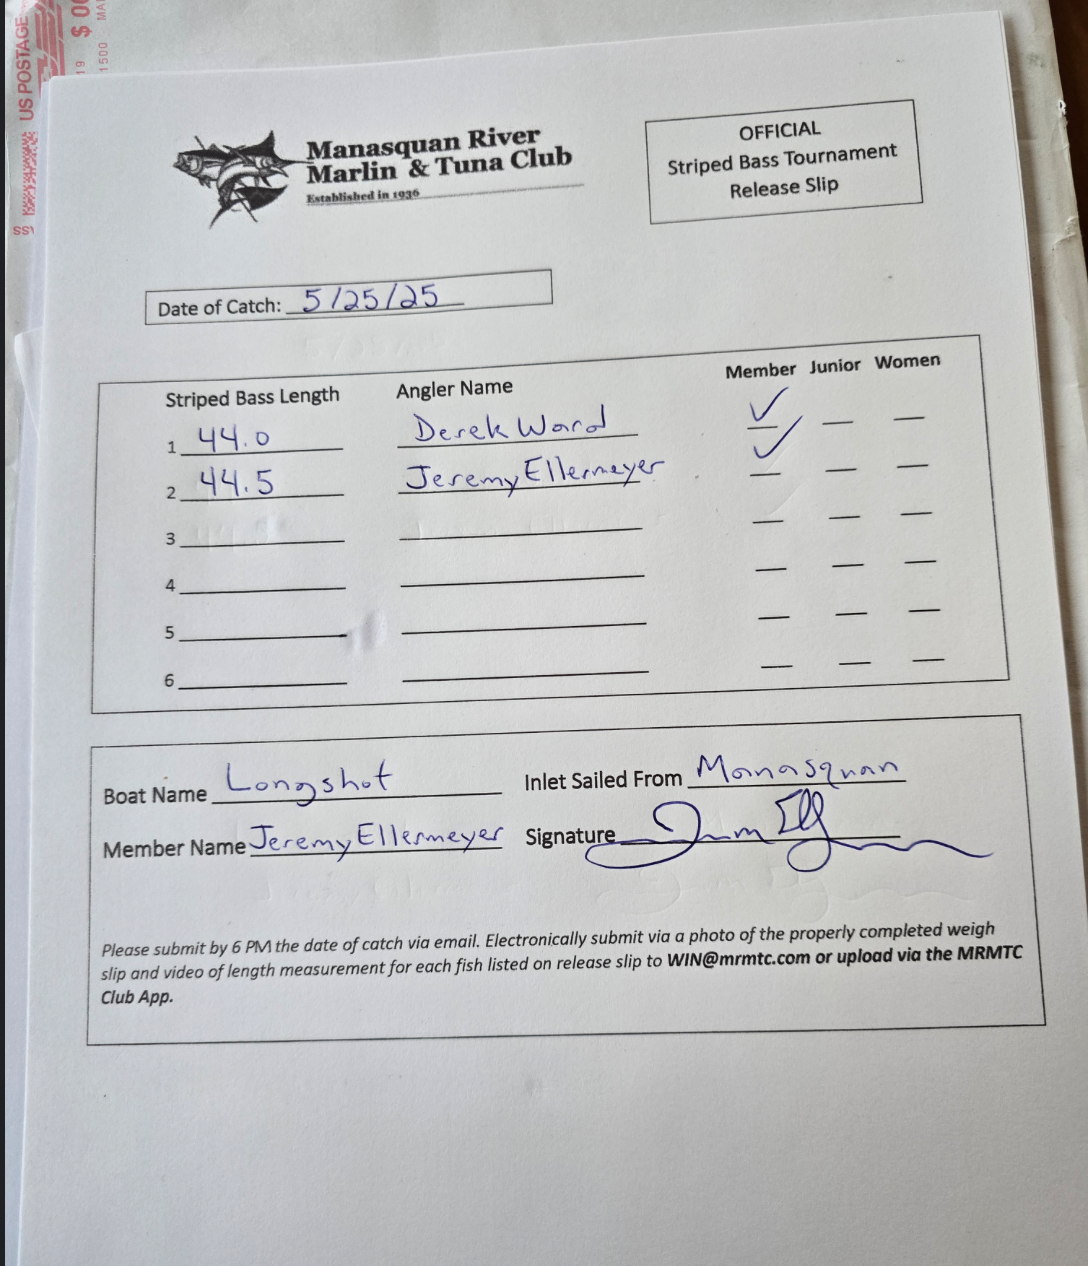 US POSTAGE
$ 00
19
1500
MA
Manasquan River
Marlin & Tuna Club
Established in 1936
OFFICIAL
Striped Bass Tournament
Release Slip
Date of Catch: 5/25/25
Striped Bass Length Angler Name Member Junior Women
1 44.0 Derek Ward ✓
2 44.5 Jeremy Ellermeyer ✓
3
4
5
6
Boat Name Longshot Inlet Sailed From Manasquan
Member Name Jeremy Ellermeyer Signature
Please submit by 6 PM the date of catch via email. Electronically submit via a photo of the properly completed weigh
slip and video of length measurement for each fish listed on release slip to WIN@mrmtc.com or upload via the MRMTC
Club App.